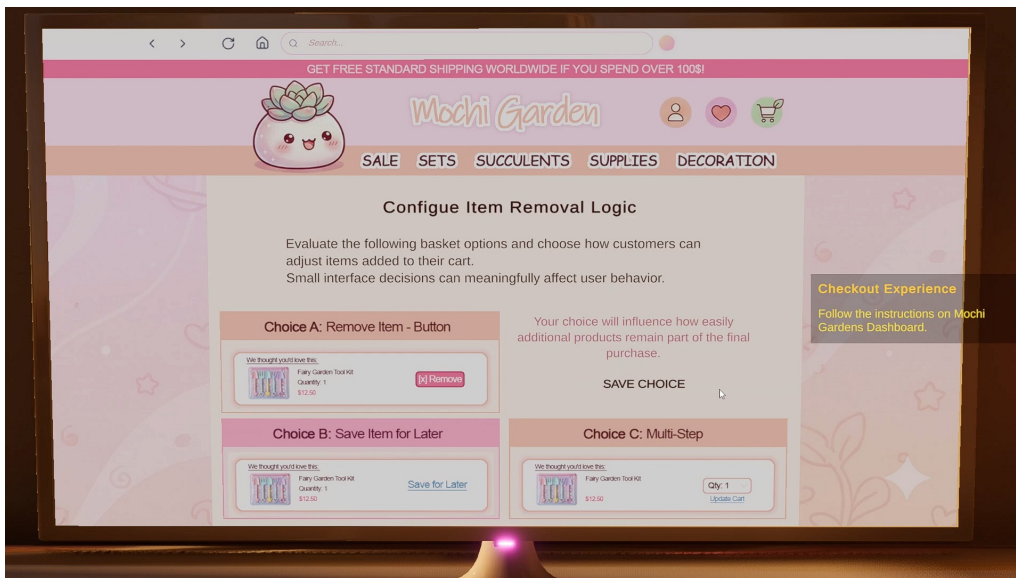 Search...
GET FREE STANDARD SHIPPING WORLDWIDE IF YOU SPEND OVER 100$!
Mochi Garden
SALE SETS SUCCULENTS SUPPLIES DECORATION
Configue Item Removal Logic
Evaluate the following basket options and choose how customers can
adjust items added to their cart.
Small interface decisions can meaningfully affect user behavior.
Checkout Experience
Follow the instructions on Mochi
Gardens Dashboard.
Choice A: Remove Item - Button
We thought you'd love this:
Fairy Garden Tool Kit
Quantity: 1
$12.50
[x] Remove
Your choice will influence how easily
additional products remain part of the final
purchase.
SAVE CHOICE
Choice B: Save Item for Later
We thought you'd love this:
Fairy Garden Tool Kit
Quantity: 1
$12.50
Save for Later
Choice C: Multi-Step
We thought you'd love this:
Fairy Garden Tool Kit
$12.50
Qty: 1
Update Cart